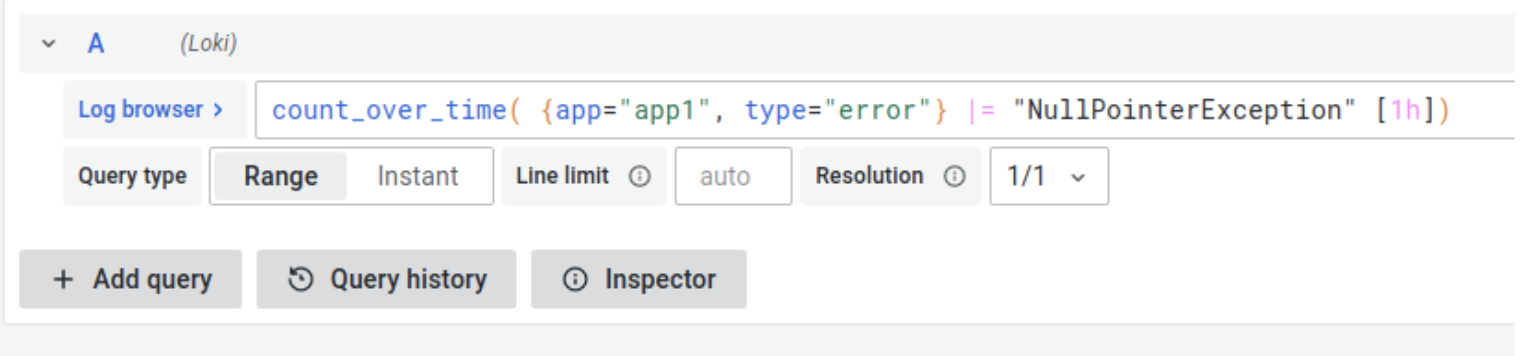 A (Loki)
Log browser > count_over_time( {app="app1", type="error"} |= "NullPointerException" [1h])
Query type Range Instant Line limit auto Resolution 1/1
+ Add query Query history Inspector